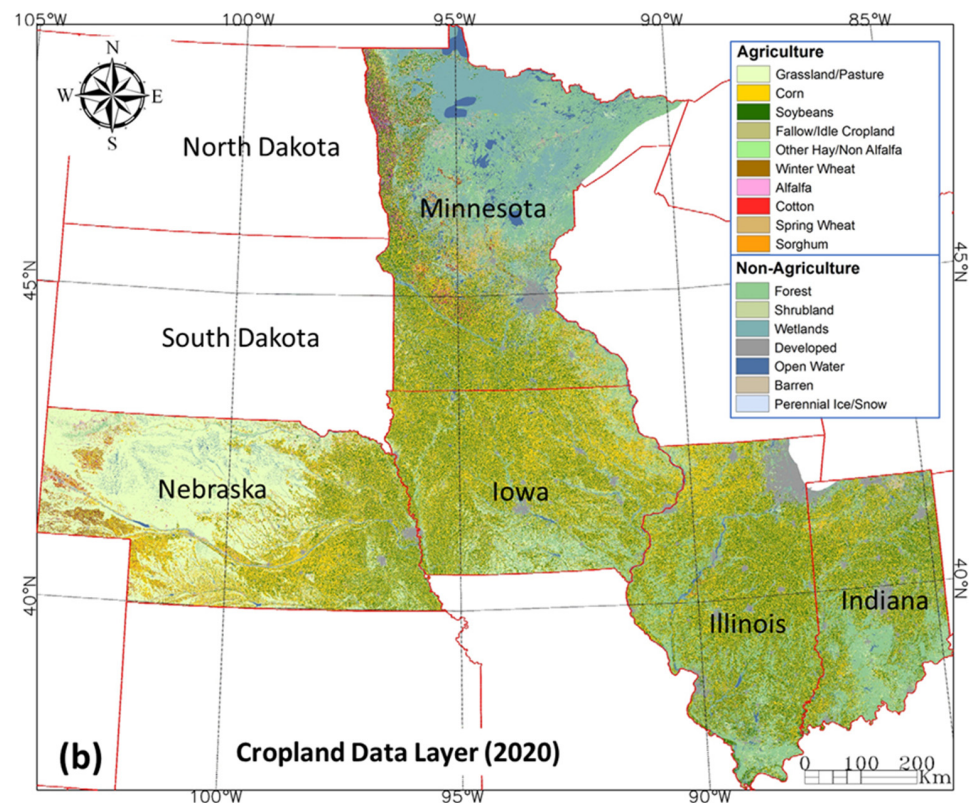 105°W
100°W
95°W
90°W
85°W
N
W
E
S
North Dakota
Minnesota
South Dakota
Nebraska
Iowa
Illinois
Indiana
45°N
40°N
45°N
40°N
Agriculture
Grassland/Pasture
Corn
Soybeans
Fallow/Idle Cropland
Other Hay/Non Alfalfa
Winter Wheat
Alfalfa
Cotton
Spring Wheat
Sorghum
Non-Agriculture
Forest
Shrubland
Wetlands
Developed
Open Water
Barren
Perennial Ice/Snow
(b)
Cropland Data Layer (2020)
0 100 200
Km
100°W
95°W
90°W